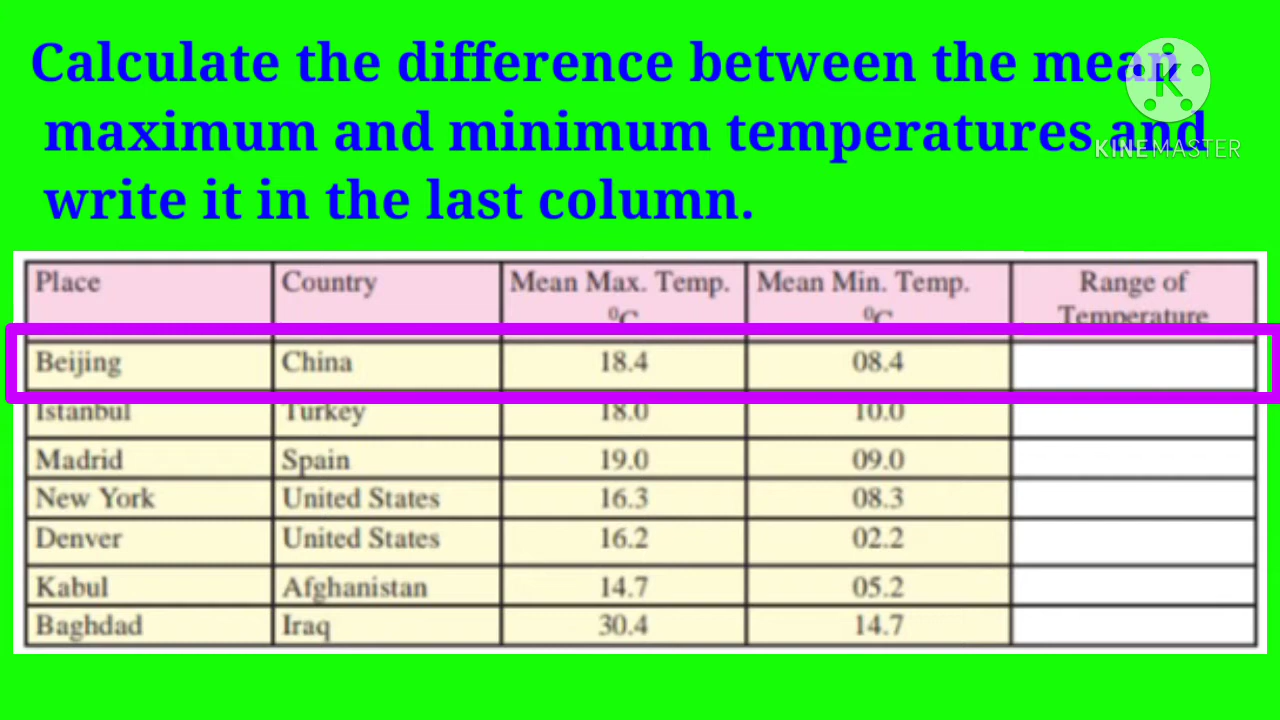 Calculate the difference between the mean
maximum and minimum temperatures and
write it in the last column.
KINEMASTER
Place Country Mean Max. Temp. Mean Min. Temp. Range of
⁰C ⁰C Temperature
Beijing China 18.4 08.4
Istanbul Turkey 18.0 10.0
Madrid Spain 19.0 09.0
New York United States 16.3 08.3
Denver United States 16.2 02.2
Kabul Afghanistan 14.7 05.2
Baghdad Iraq 30.4 14.7